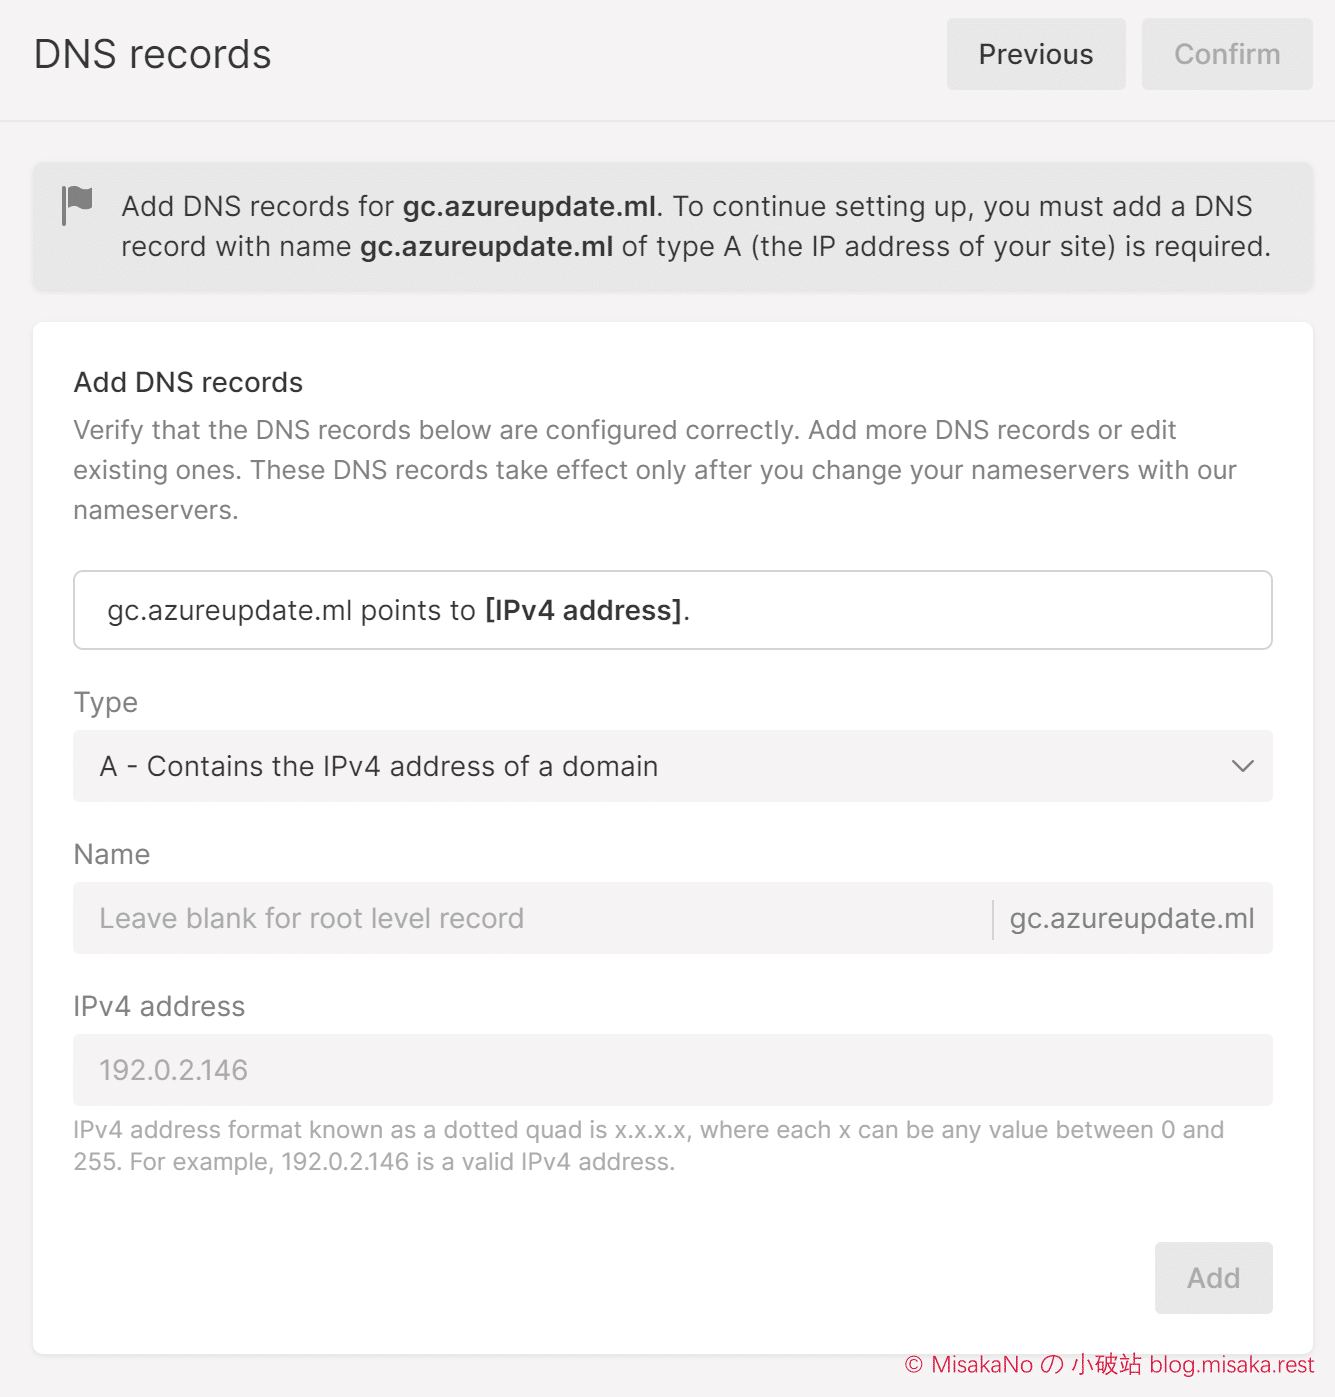 DNS records
Previous
Confirm
Add DNS records for gc.azureupdate.ml. To continue setting up, you must add a DNS
record with name gc.azureupdate.ml of type A (the IP address of your site) is required.
Add DNS records
Verify that the DNS records below are configured correctly. Add more DNS records or edit
existing ones. These DNS records take effect only after you change your nameservers with our
nameservers.
gc.azureupdate.ml points to [IPv4 address].
Type
A - Contains the IPv4 address of a domain
Name
Leave blank for root level record
gc.azureupdate.ml
IPv4 address
192.0.2.146
IPv4 address format known as a dotted quad is x.x.x.x, where each x can be any value between 0 and
255. For example, 192.0.2.146 is a valid IPv4 address.
Add
© MisakaNo の 小破站 blog.misaka.rest